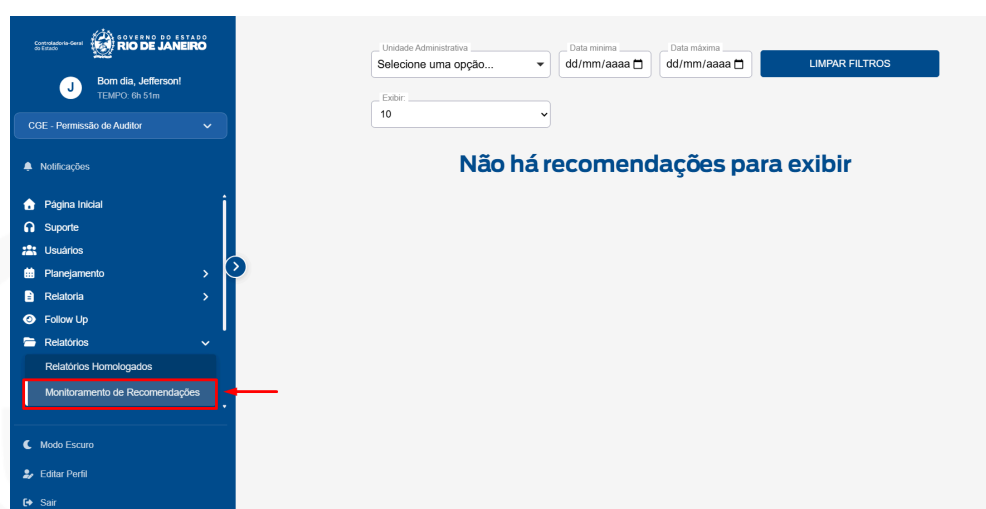 Controladoria-Geral
do Estado
GOVERNO DO ESTADO
RIO DE JANEIRO
J
Bom dia, Jefferson!
TEMPO: 6h 51m
CGE - Permissão de Auditor
Notificações
Página Inicial
Suporte
Usuários
Planejamento
Relatoria
Follow Up
Relatórios
Relatórios Homologados
Monitoramento de Recomendações
Modo Escuro
Editar Perfil
Sair
Unidade Administrativa
Selecione uma opção...
Data mínima
dd/mm/aaaa
Data máxima
dd/mm/aaaa
LIMPAR FILTROS
Exibir:
10
Não há recomendações para exibir